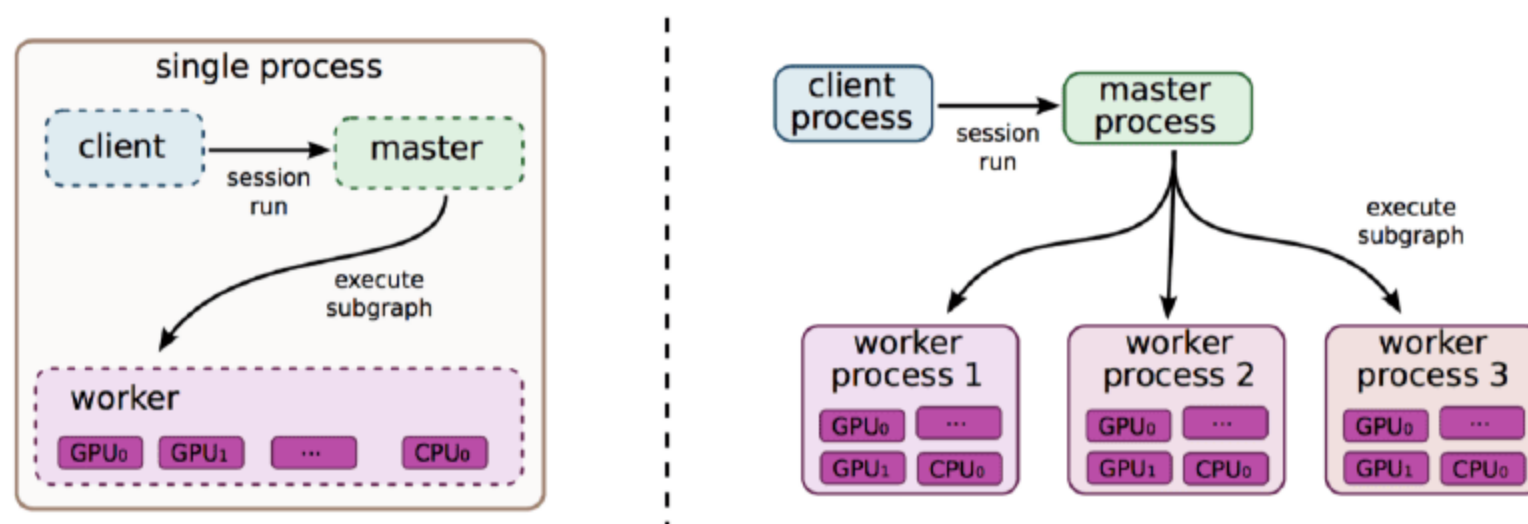 single process
client
master
session
run
execute
subgraph
worker
GPU₀
GPU₁
...
CPU₀
client
process
master
process
session
run
execute
subgraph
worker
process 1
GPU₀
...
GPU₁
CPU₀
worker
process 2
GPU₀
...
GPU₁
CPU₀
worker
process 3
GPU₀
...
GPU₁
CPU₀